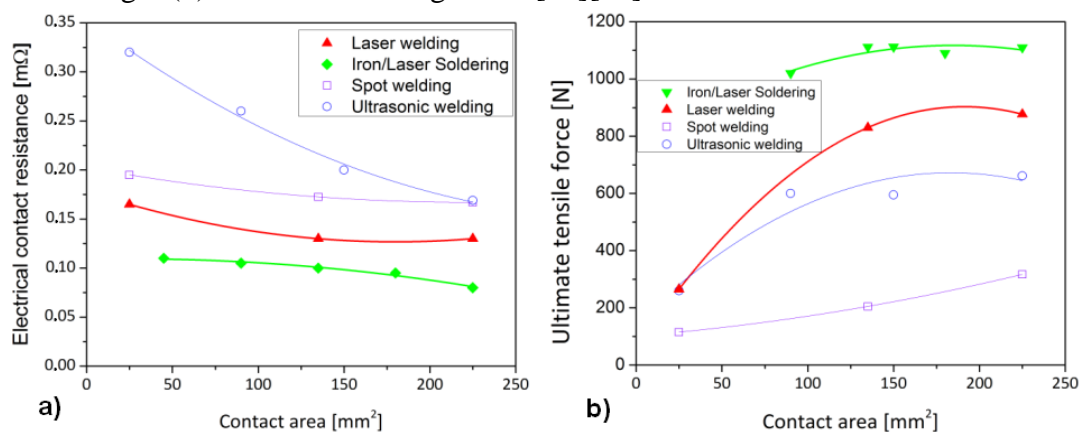 0.35
0.30
0.25
0.20
0.15
0.10
0.05
0.00
Electrical contact resistance [mΩ]
Laser welding
Iron/Laser Soldering
Spot welding
Ultrasonic welding
0 50 100 150 200 250
Contact area [mm²]
a)
1200
1000
800
600
400
200
0
Ultimate tensile force [N]
Iron/Laser Soldering
Laser welding
Spot welding
Ultrasonic welding
0 50 100 150 200 250
Contact area [mm²]
b)